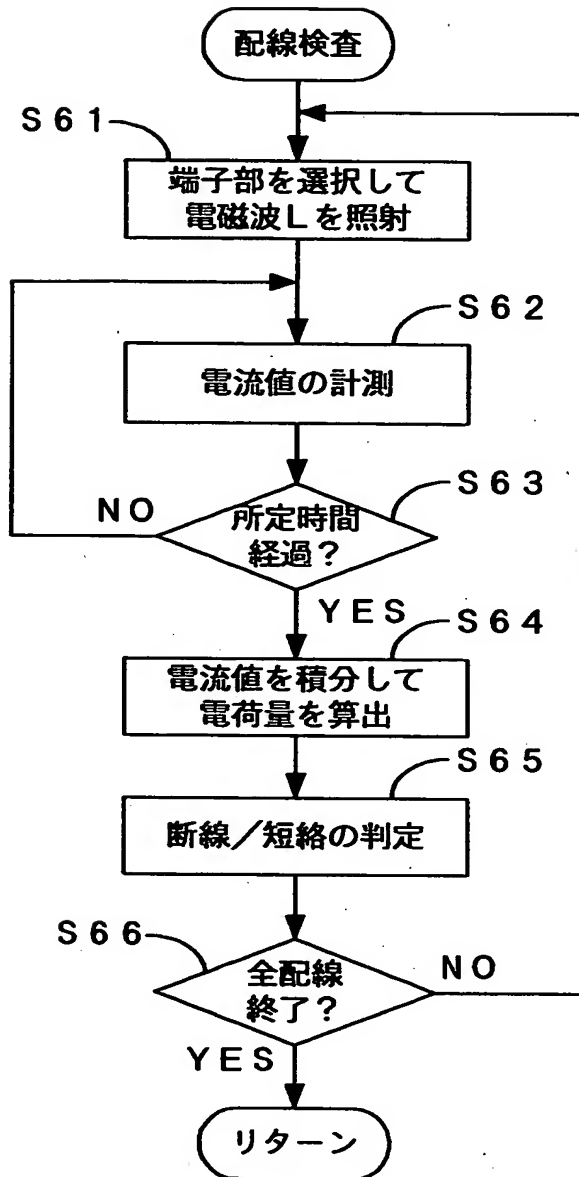 配線検査
S61
端子部を選択して
電磁波Lを照射
S62
電流値の計測
S63
NO
所定時間
経過?
YES
S64
電流値を積分して
電荷量を算出
S65
断線/短絡の判定
S66
全配線
終了?
NO
YES
リターン